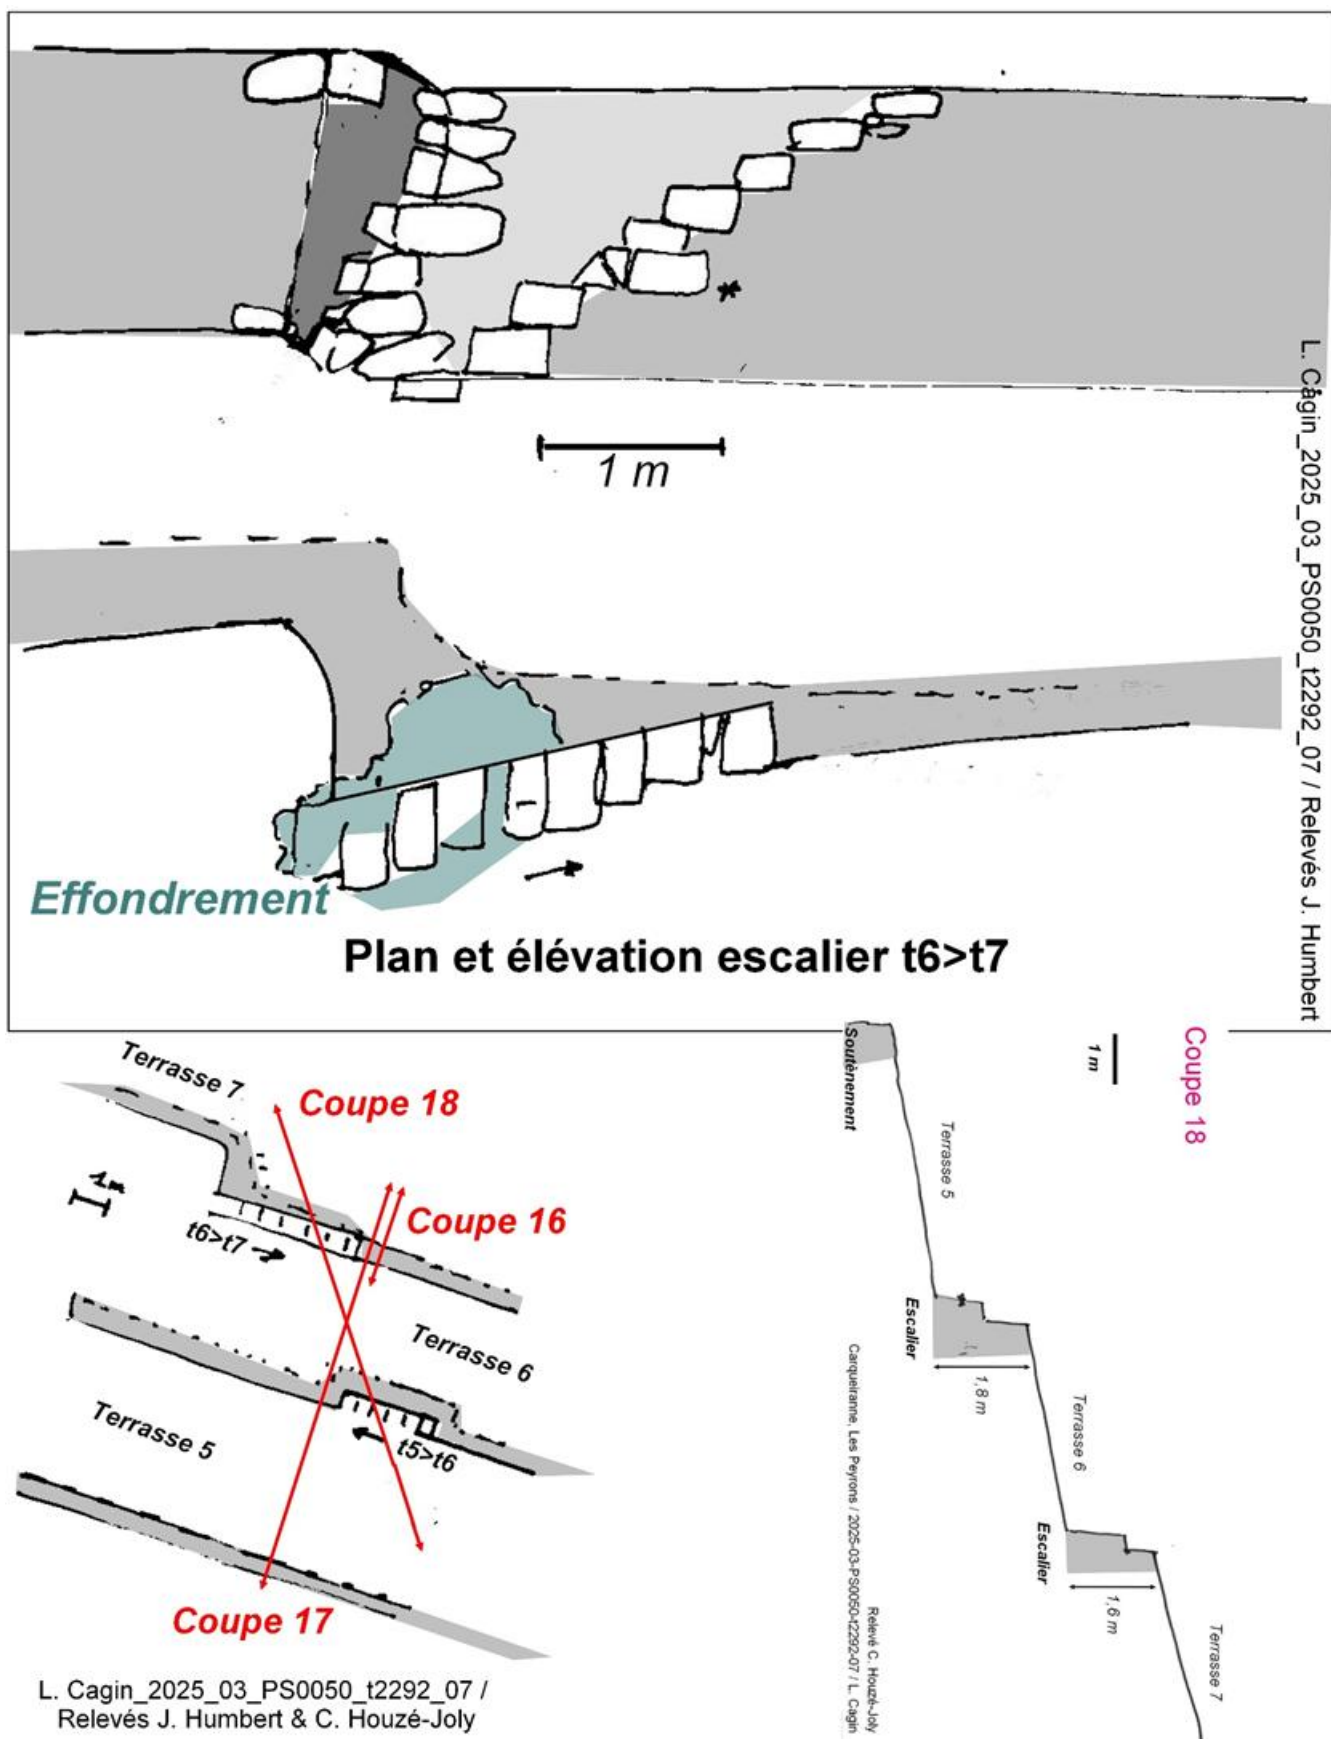 1 m
L. Cagin_2025_03_PS0050_t2292_07 / Relevés J. Humbert
Effondrement
Plan et élévation escalier t6>t7
Terrasse 7
Coupe 18
1m
Coupe 16
t6>t7
Terrasse 6
Terrasse 5
t5>t6
Coupe 17
L. Cagin_2025_03_PS0050_t2292_07 /
Relevés J. Humbert & C. Houzé-Joly
Coupe 18
1 m
Soutènement
Terrasse 5
Escalier
1,8 m
Terrasse 6
Escalier
1,6 m
Terrasse 7
Relevé C. Houzé-Joly
Carqueiranne, Les Peyrons / 2025-03-PS0050-t2292-07 / L. Cagin